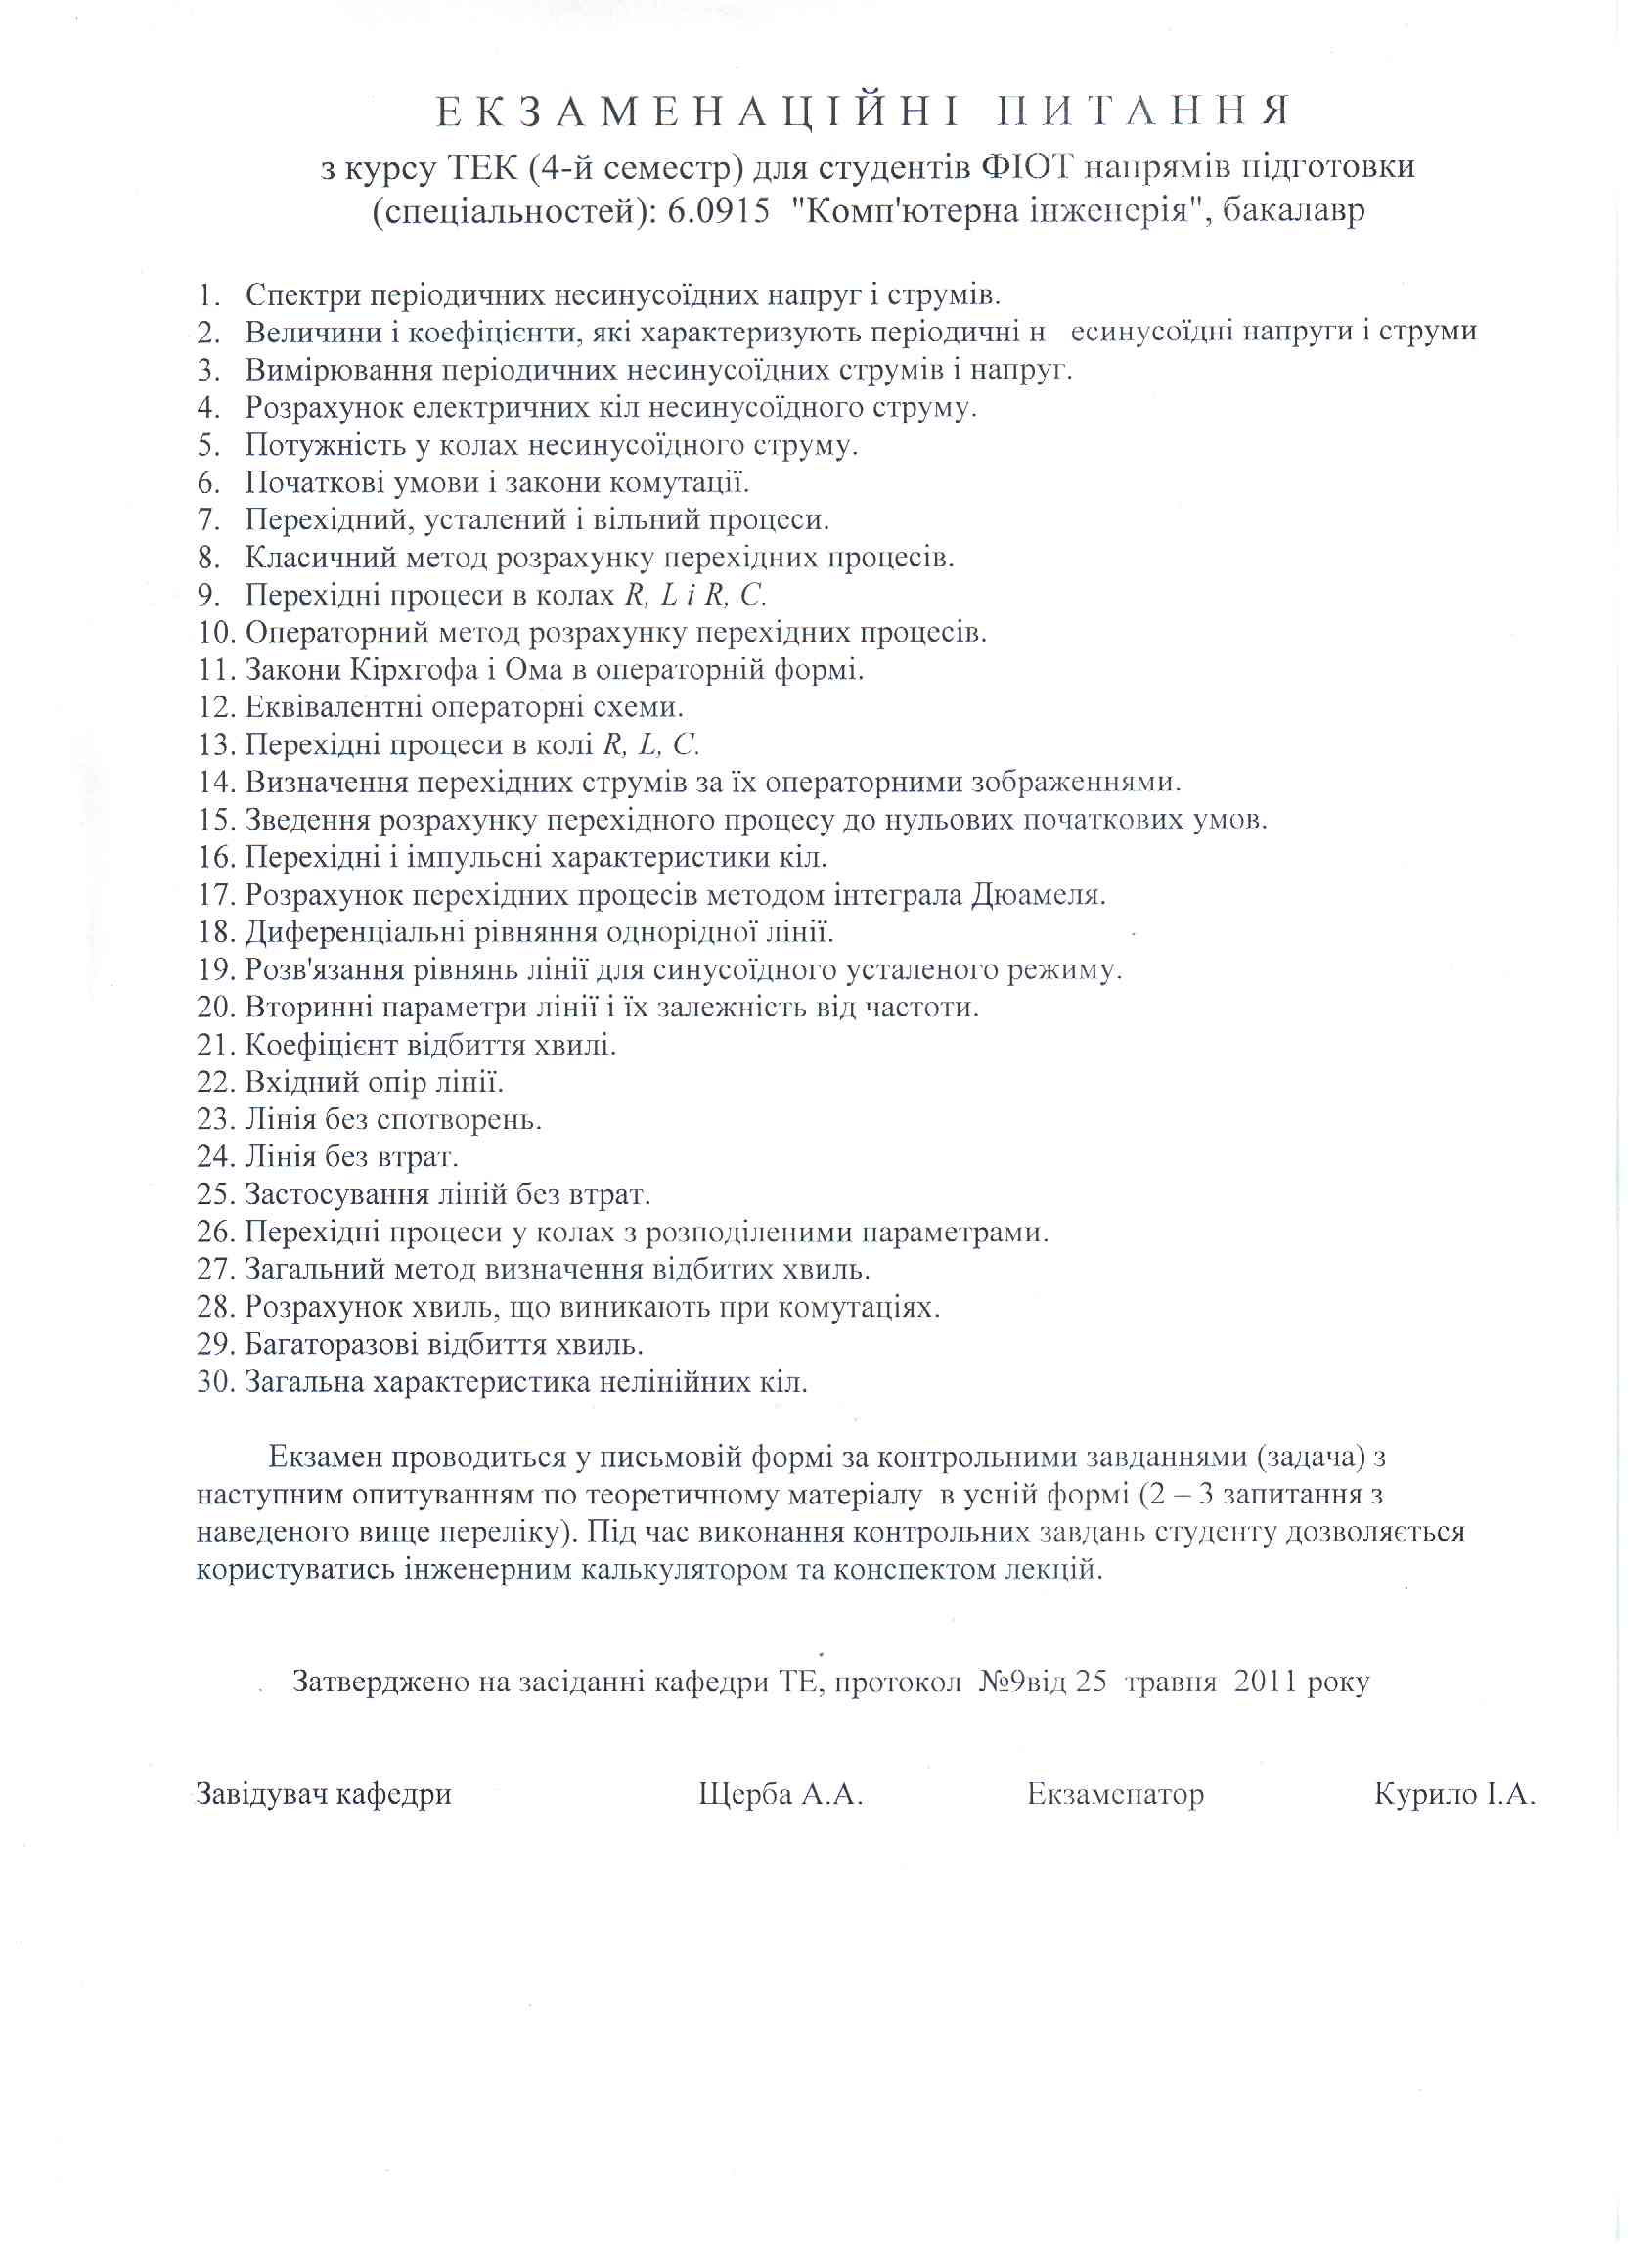 ЕКЗАМЕНАЦІЙНІ ПИТАННЯ
з курсу ТЕК (4-й семестр) для студентів ФІОТ напрямів підготовки
(спеціальностей): 6.0915 "Комп'ютерна інженерія", бакалавр
1. Спектри періодичних несинусоїдних напруг і струмів.
2. Величини і коефіцієнти, які характеризують періодичні н есинусоїдні напруги і струми
3. Вимірювання періодичних несинусоїдних струмів і напруг.
4. Розрахунок електричних кіл несинусоїдного струму.
5. Потужність у колах несинусоїдного струму.
6. Початкові умови і закони комутації.
7. Перехідний, усталений і вільний процеси.
8. Класичний метод розрахунку перехідних процесів.
9. Перехідні процеси в колах R, L і R, C.
10. Операторний метод розрахунку перехідних процесів.
11. Закони Кірхгофа і Ома в операторній формі.
12. Еквівалентні операторні схеми.
13. Перехідні процеси в колі R, L, C.
14. Визначення перехідних струмів за їх операторними зображеннями.
15. Зведення розрахунку перехідного процесу до нульових початкових умов.
16. Перехідні і імпульсні характеристики кіл.
17. Розрахунок перехідних процесів методом інтеграла Дюамеля.
18. Диференціальні рівняння однорідної лінії.
19. Розв'язання рівнянь лінії для синусоїдного усталеного режиму.
20. Вторинні параметри лінії і їх залежність від частоти.
21. Коефіцієнт відбиття хвилі.
22. Вхідний опір лінії.
23. Лінія без спотворень.
24. Лінія без втрат.
25. Застосування ліній без втрат.
26. Перехідні процеси у колах з розподіленими параметрами.
27. Загальний метод визначення відбитих хвиль.
28. Розрахунок хвиль, що виникають при комутаціях.
29. Багаторазові відбиття хвиль.
30. Загальна характеристика нелінійних кіл.
Екзамен проводиться у письмовій формі за контрольними завданнями (задача) з
наступним опитуванням по теоретичному матеріалу в усній формі (2 – 3 запитання з
наведеного вище переліку). Під час виконання контрольних завдань студенту дозволяється
користуватись інженерним калькулятором та конспектом лекцій.
Затверджено на засіданні кафедри ТЕ, протокол №9від 25 травня 2011 року
Завідувач кафедри Щерба А.А. Екзаменатор Курило І.А.